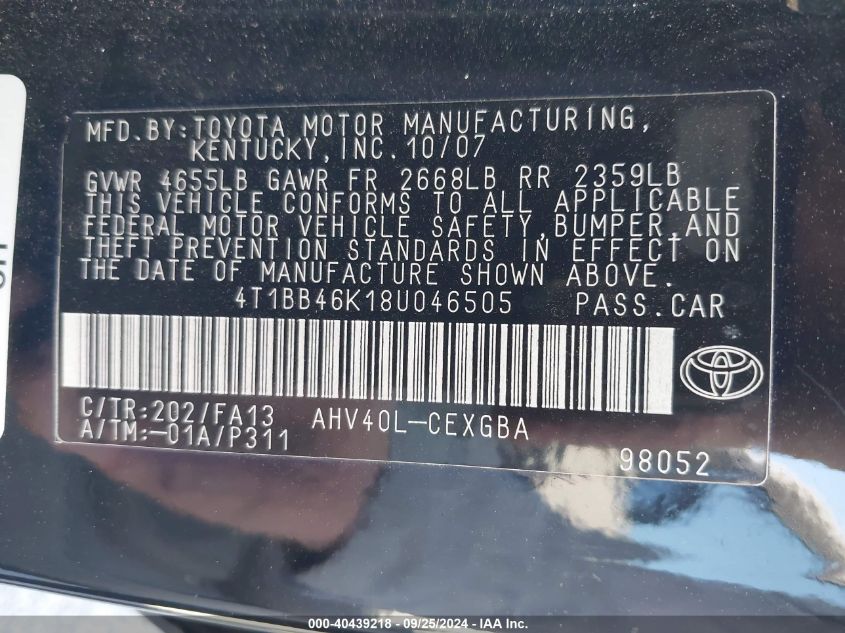 MFD. BY: TOYOTA MOTOR MANUFACTURING,
KENTUCKY, INC. 10/07
GVWR 4655LB GAWR FR 2668LB RR 2359LB
THIS VEHICLE CONFORMS TO ALL APPLICABLE
FEDERAL MOTOR VEHICLE SAFETY, BUMPER, AND
THEFT PREVENTION STANDARDS IN EFFECT ON
THE DATE OF MANUFACTURE SHOWN ABOVE.
4T1BB46K18U046505 PASS. CAR
C/TR: 202/FA13 AHV40L-CEXGBA
A/TM: -01A/P311
98052
000-40439218 - 09/25/2024 - IAA Inc.